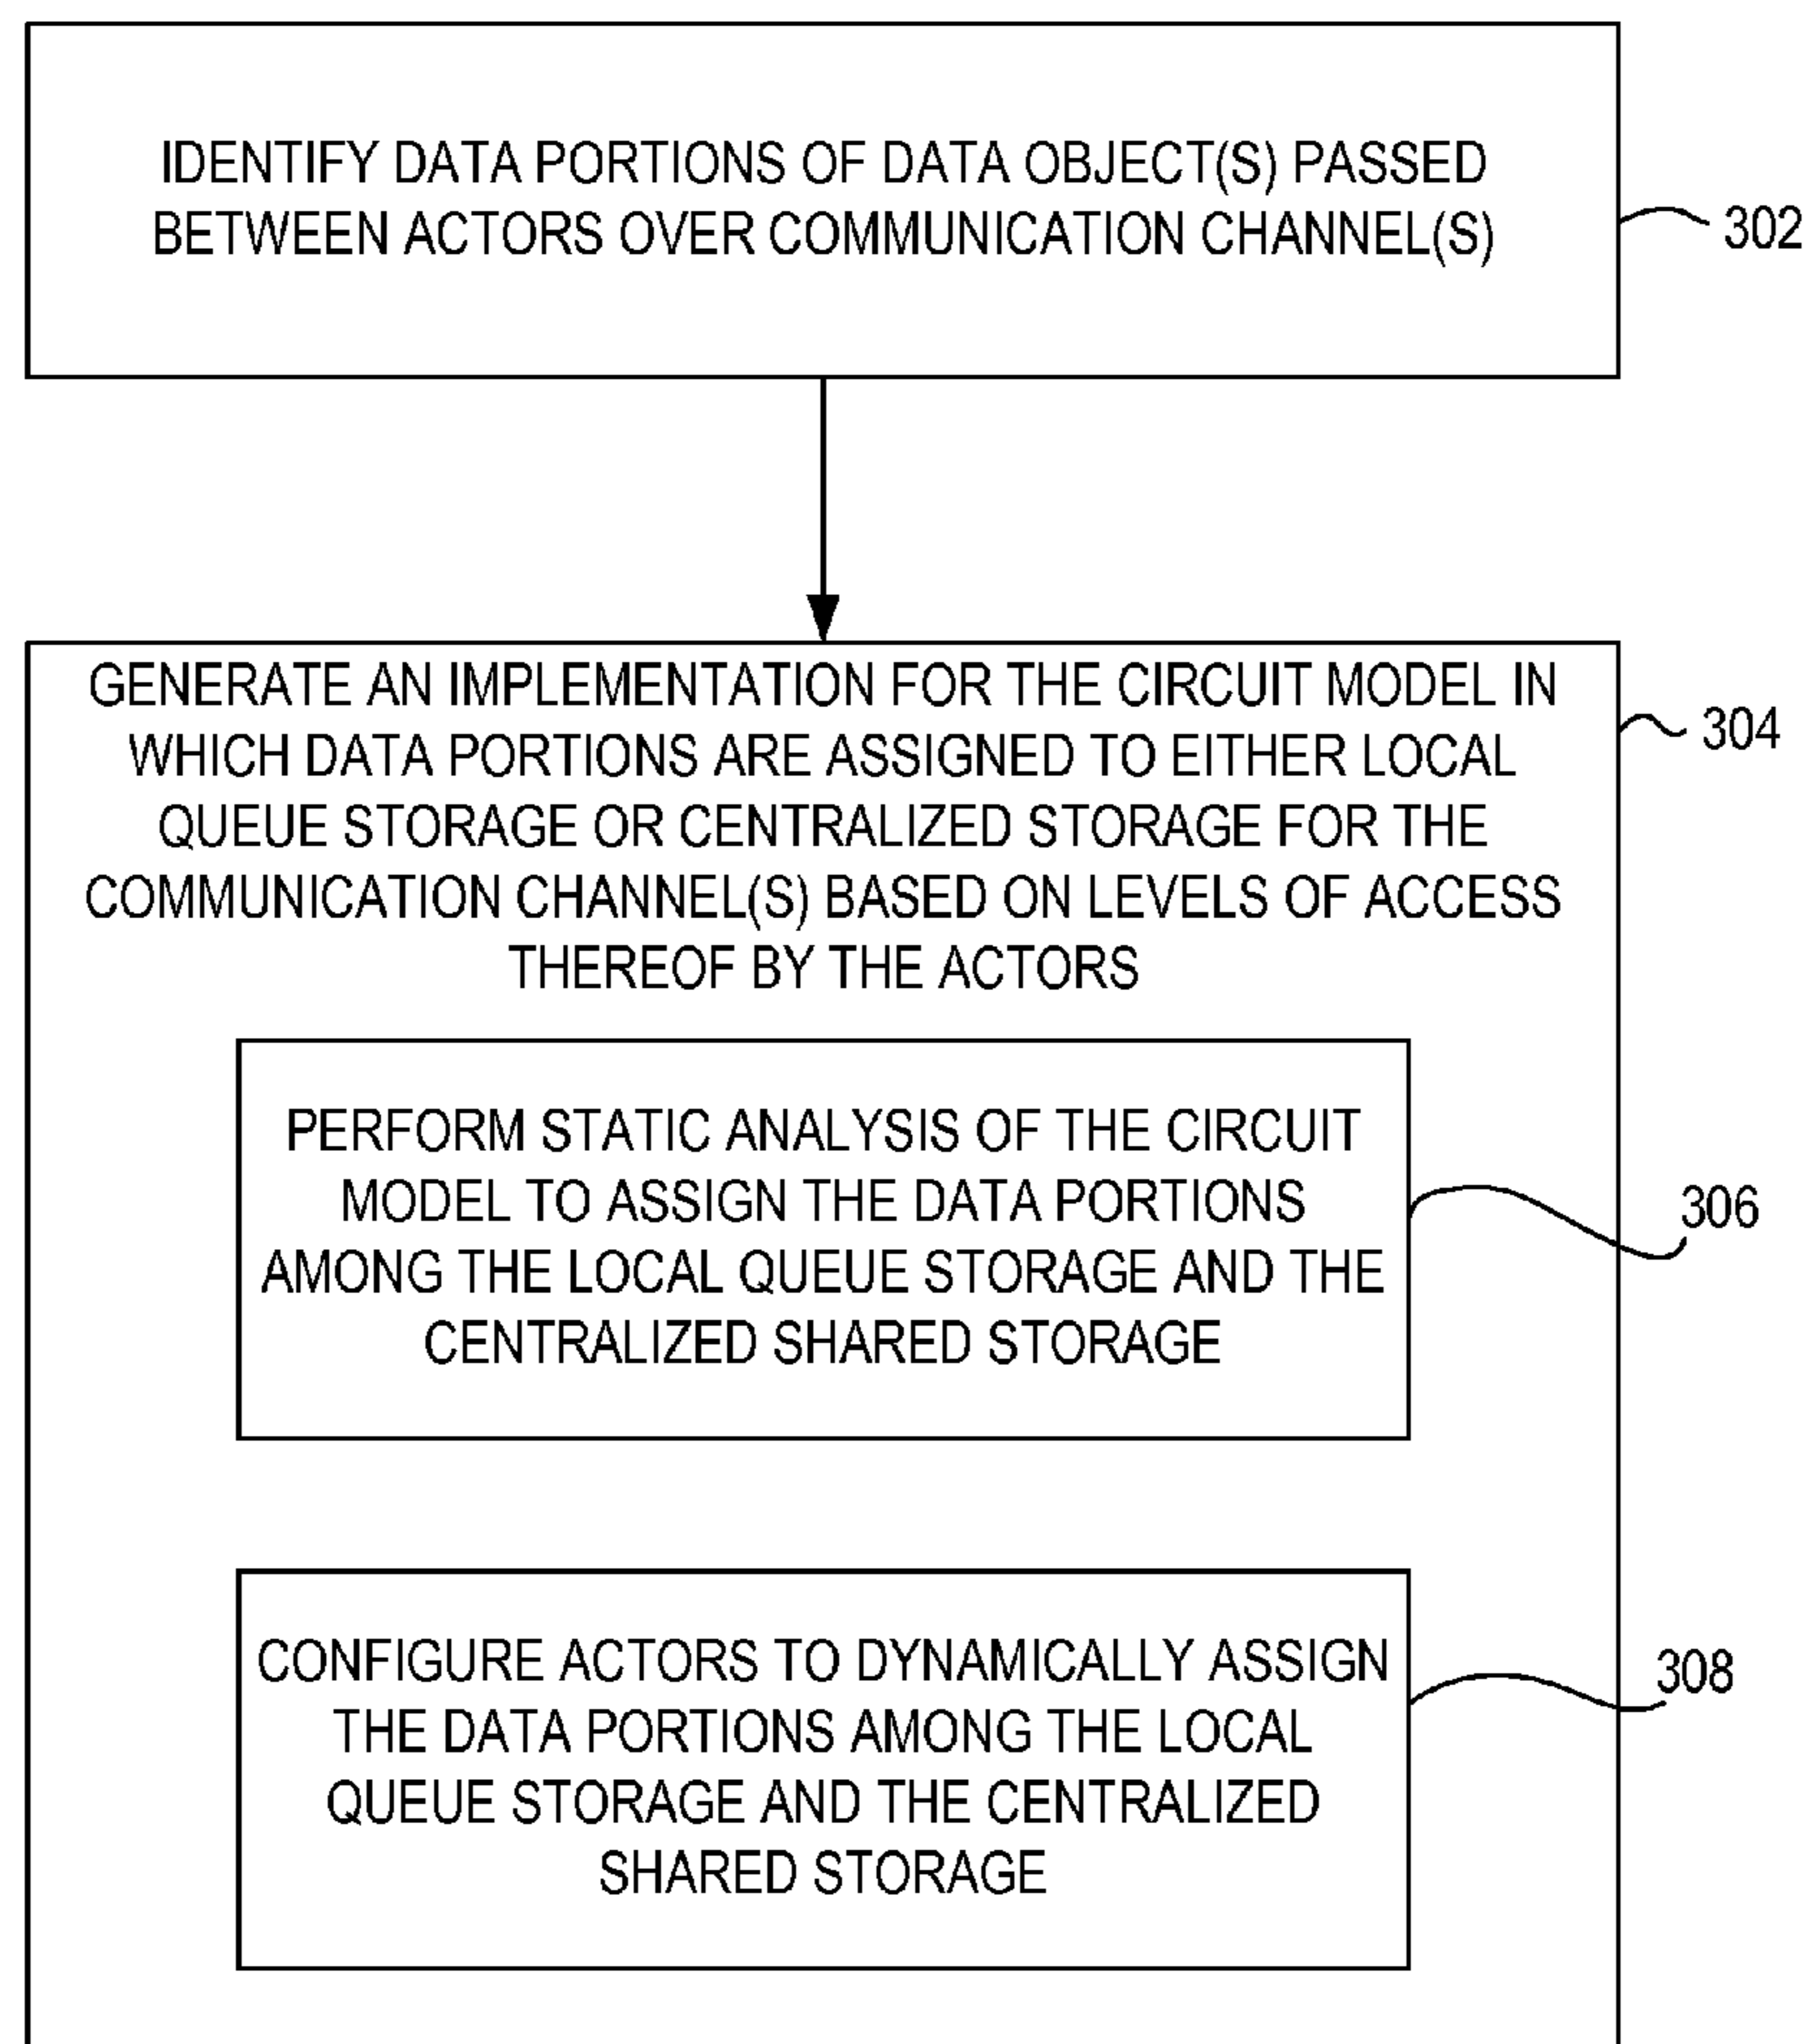 IDENTIFY DATA PORTIONS OF DATA OBJECT(S) PASSED
BETWEEN ACTORS OVER COMMUNICATION CHANNEL(S)
302
GENERATE AN IMPLEMENTATION FOR THE CIRCUIT MODEL IN
WHICH DATA PORTIONS ARE ASSIGNED TO EITHER LOCAL
QUEUE STORAGE OR CENTRALIZED STORAGE FOR THE
COMMUNICATION CHANNEL(S) BASED ON LEVELS OF ACCESS
THEREOF BY THE ACTORS
304
PERFORM STATIC ANALYSIS OF THE CIRCUIT
MODEL TO ASSIGN THE DATA PORTIONS
AMONG THE LOCAL QUEUE STORAGE AND THE
CENTRALIZED SHARED STORAGE
306
CONFIGURE ACTORS TO DYNAMICALLY ASSIGN
THE DATA PORTIONS AMONG THE LOCAL
QUEUE STORAGE AND THE CENTRALIZED
SHARED STORAGE
308